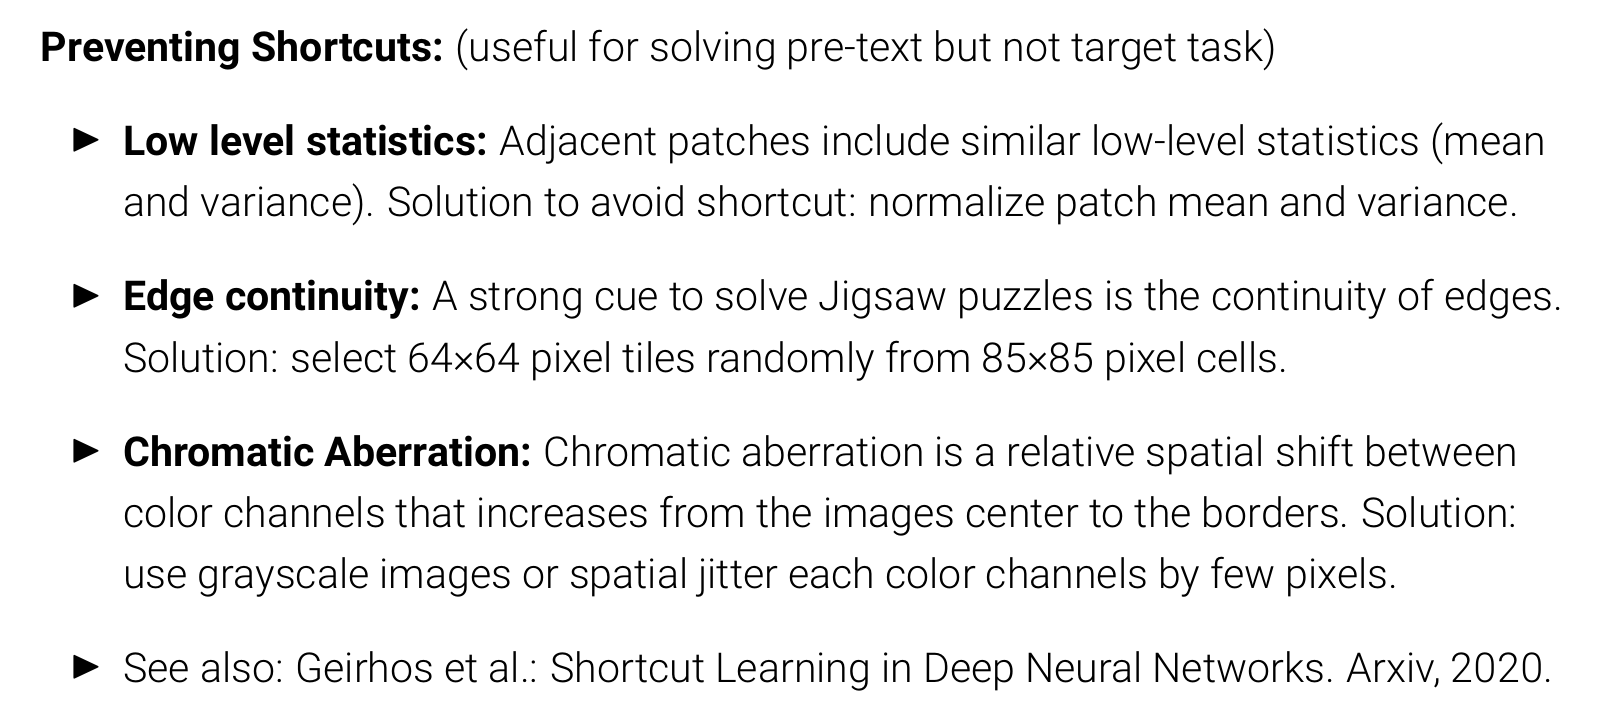 Preventing Shortcuts: (useful for solving pre-text but not target task)
► Low level statistics: Adjacent patches include similar low-level statistics (mean
and variance). Solution to avoid shortcut: normalize patch mean and variance.
► Edge continuity: A strong cue to solve Jigsaw puzzles is the continuity of edges.
Solution: select 64×64 pixel tiles randomly from 85×85 pixel cells.
► Chromatic Aberration: Chromatic aberration is a relative spatial shift between
color channels that increases from the images center to the borders. Solution:
use grayscale images or spatial jitter each color channels by few pixels.
► See also: Geirhos et al.: Shortcut Learning in Deep Neural Networks. Arxiv, 2020.